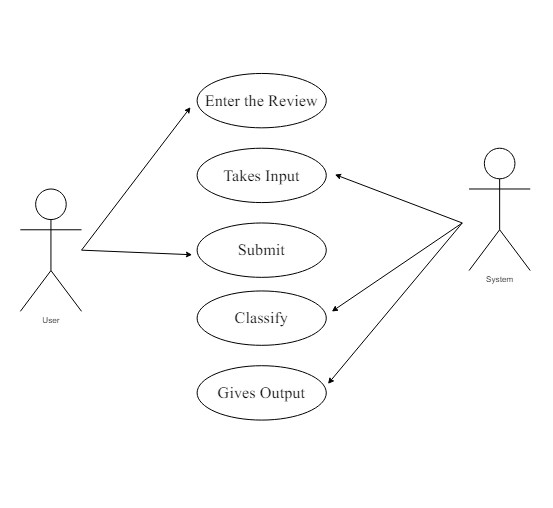 Enter the Review
Takes Input
Submit
Classify
Gives Output
User
System